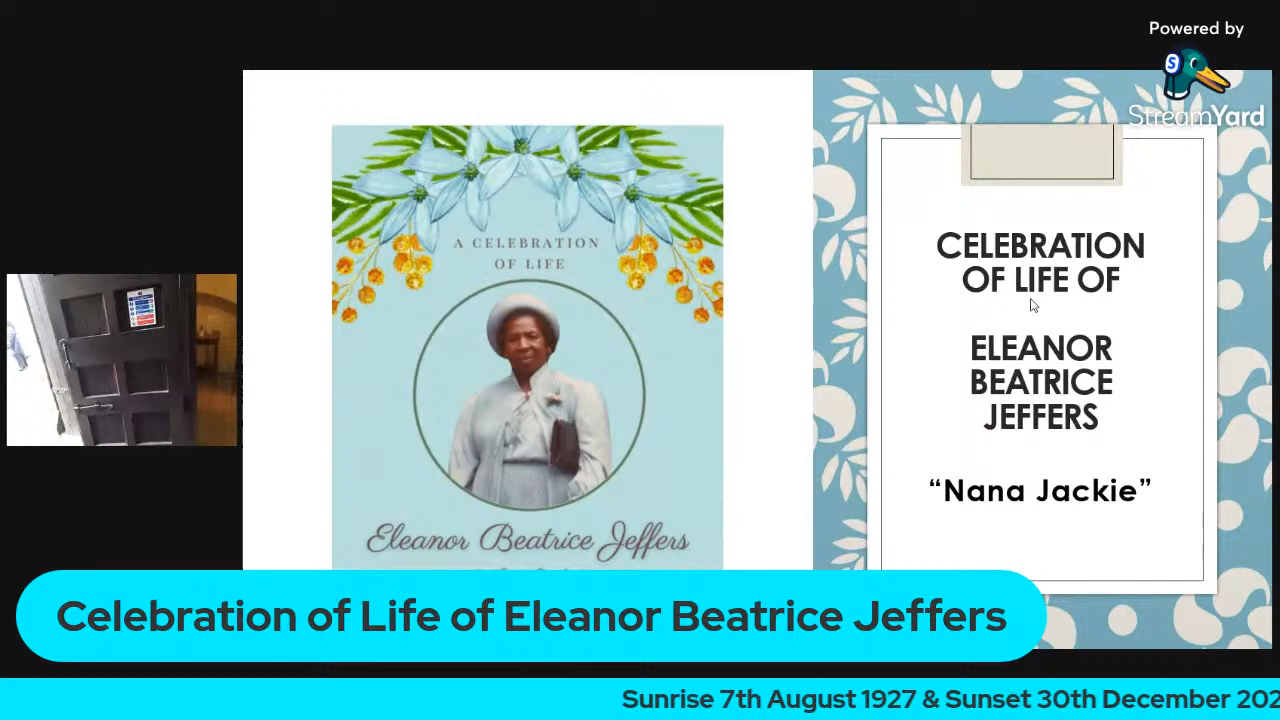 Powered by
StreamYard
A CELEBRATION
OF LIFE
Eleanor Beatrice Jeffers
CELEBRATION
OF LIFE OF
ELEANOR
BEATRICE
JEFFERS
“Nana Jackie”
Celebration of Life of Eleanor Beatrice Jeffers
Sunrise 7th August 1927 & Sunset 30th December 202